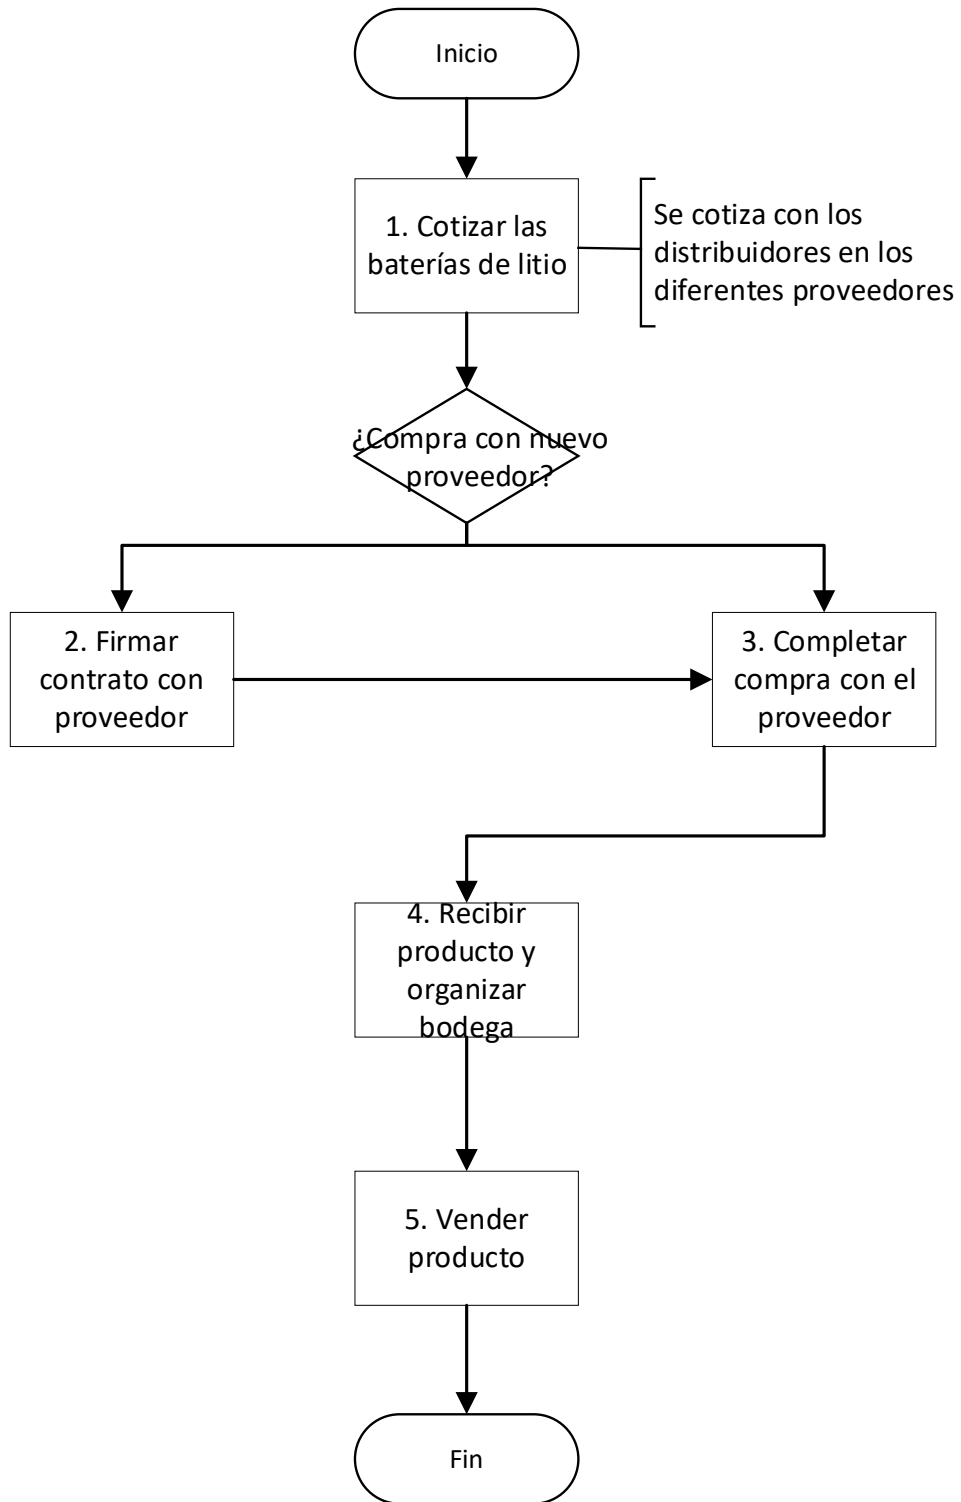 Inicio
1. Cotizar las
baterías de litio
Se cotiza con los
distribuidores en los
diferentes proveedores
¿Compra con nuevo
proveedor?
2. Firmar
contrato con
proveedor
3. Completar
compra con el
proveedor
4. Recibir
producto y
organizar
bodega
5. Vender
producto
Fin